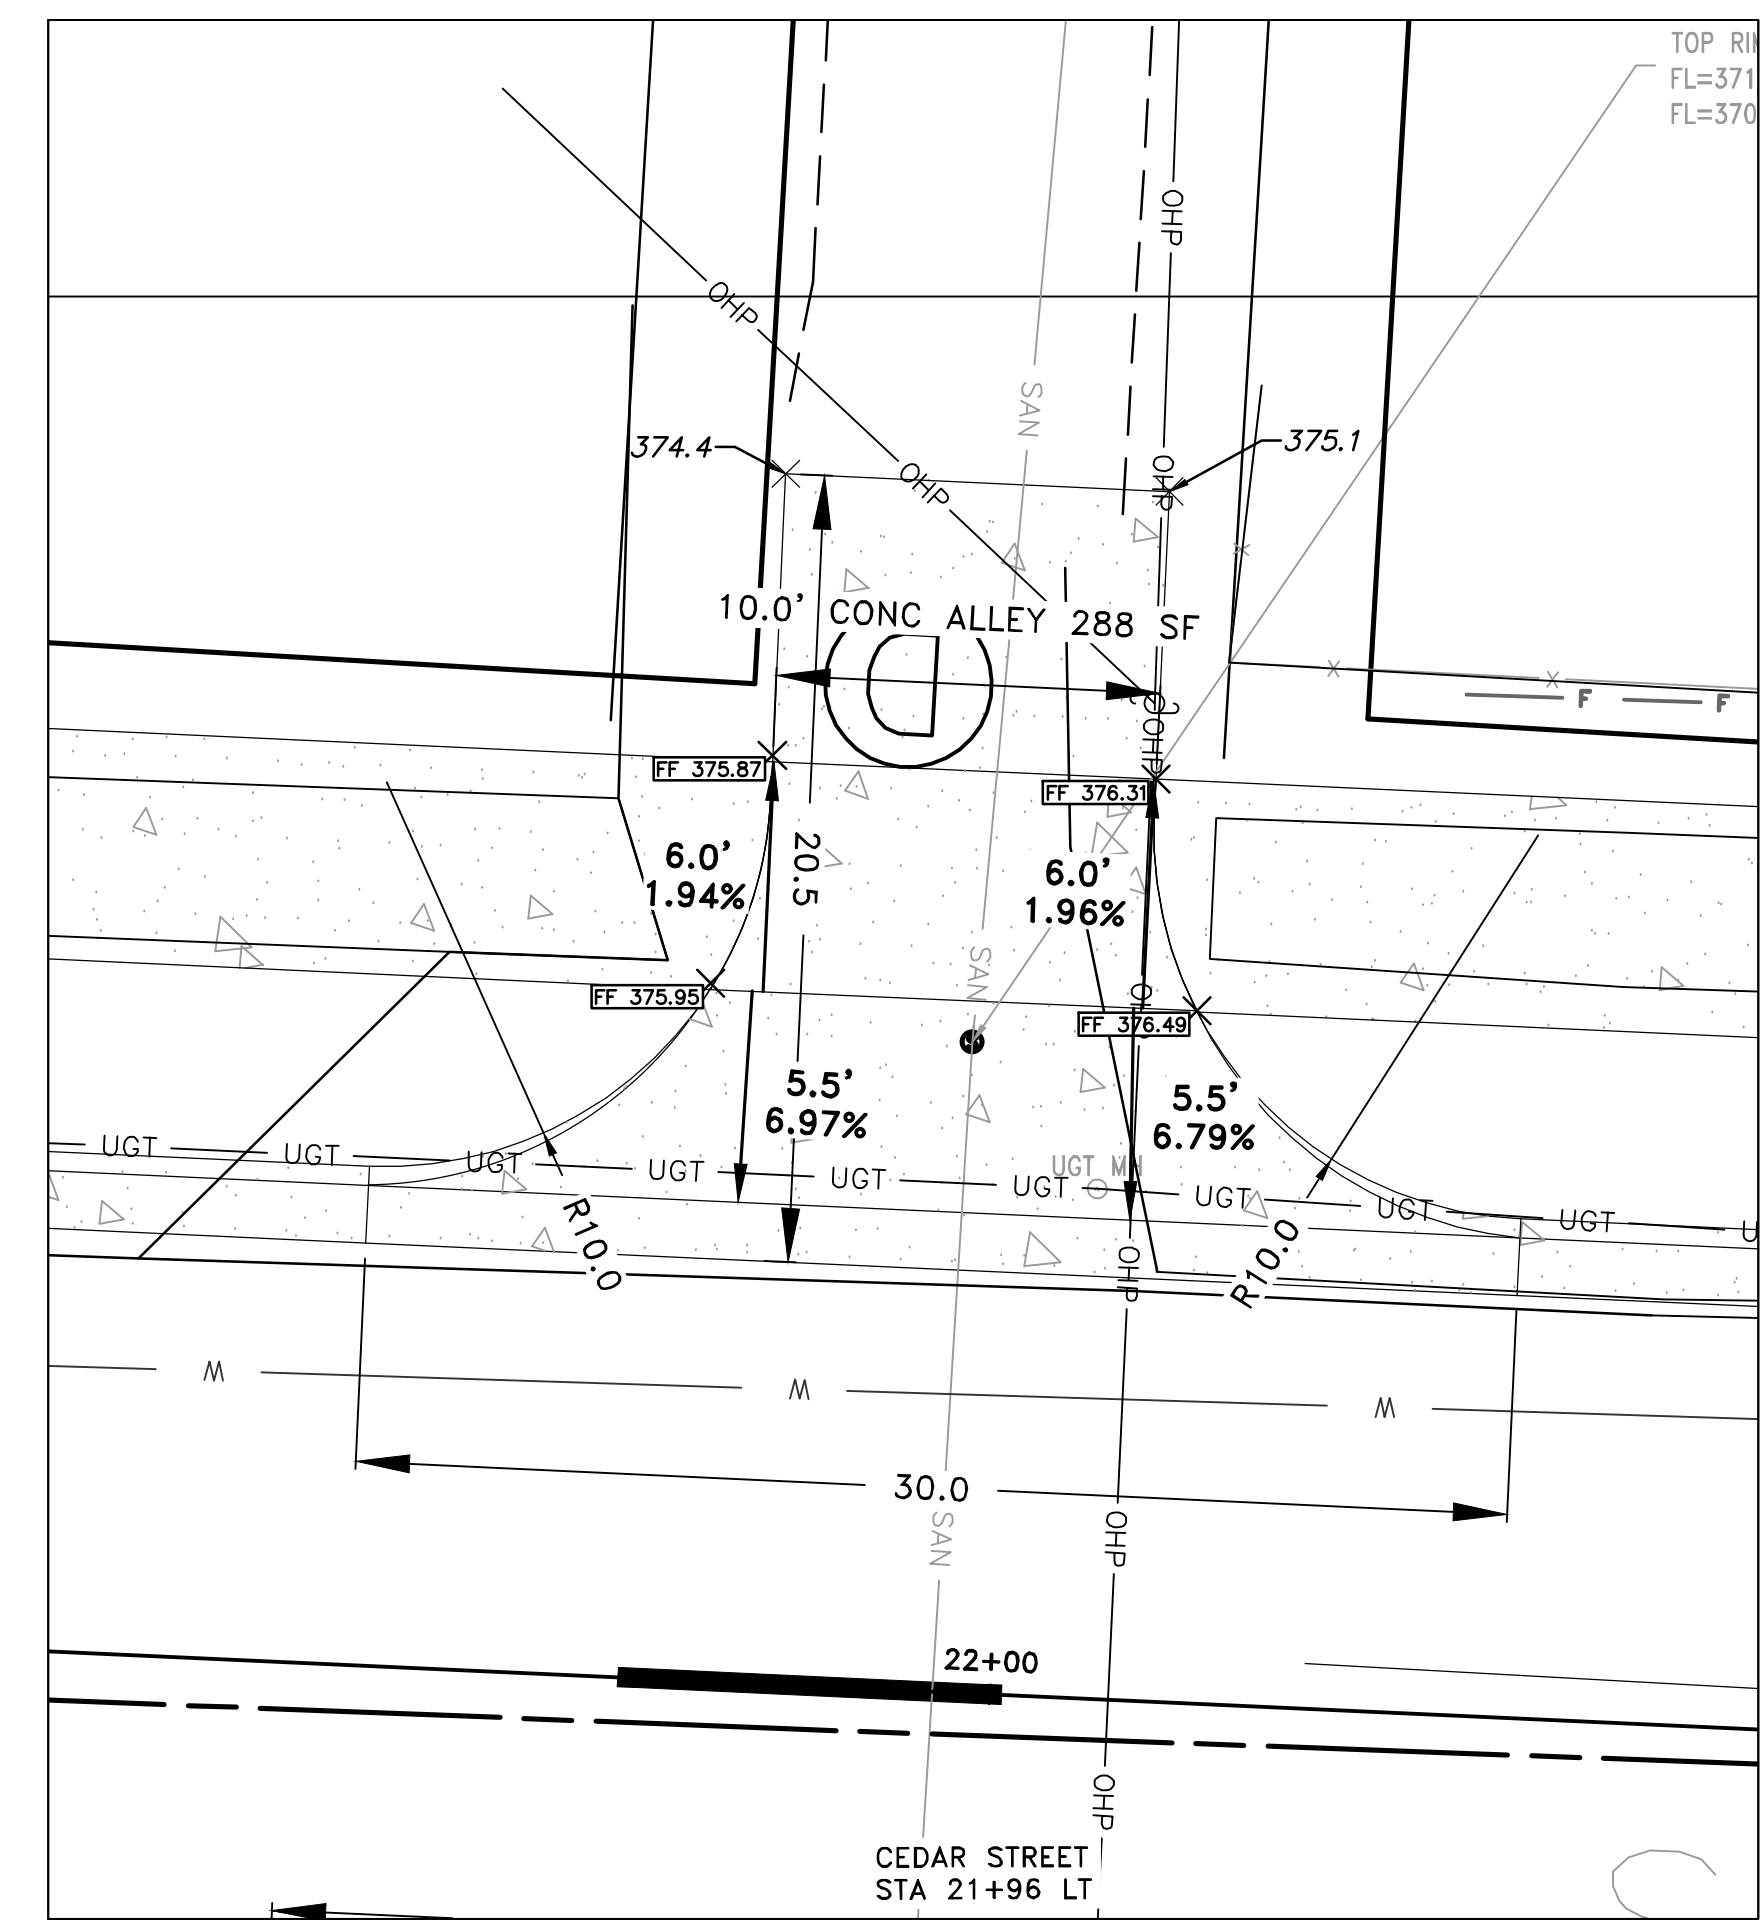 TOP RI
FL=371
FL=370
OHP
OHP
SAN
374.4
375.1
OHP
OHP
10.0'
CONC ALLEY 288 SF
D
F
F
OHP
FF 375.87
FF 376.31
6.0'
1.94%
20.5
6.0'
1.96%
SAN
FF 375.95
FF 376.49
5.5'
6.97%
5.5'
6.79%
UGT
UGT
UGT
UGT
UGT
UGT
UGT
UGT
UGT
U
UGT MH
R10.0
R10.0
OHP
W
W
W
30.0
SAN
OHP
22+00
OHP
CEDAR STREET
STA 21+96 LT